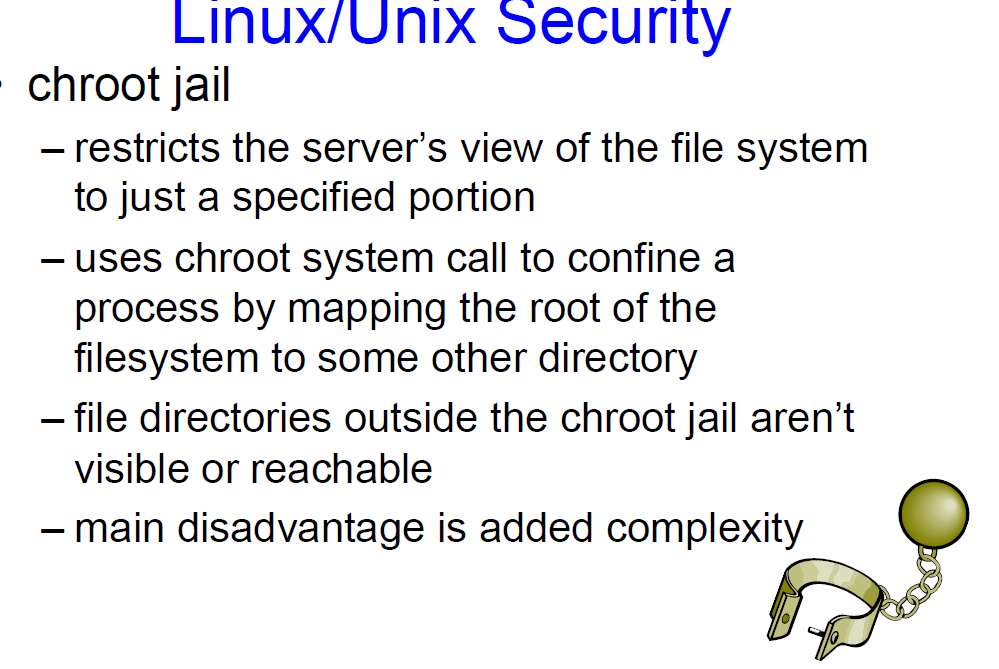 Linux/Unix Security
• chroot jail
– restricts the server’s view of the file system
to just a specified portion
– uses chroot system call to confine a
process by mapping the root of the
filesystem to some other directory
– file directories outside the chroot jail aren’t
visible or reachable
– main disadvantage is added complexity